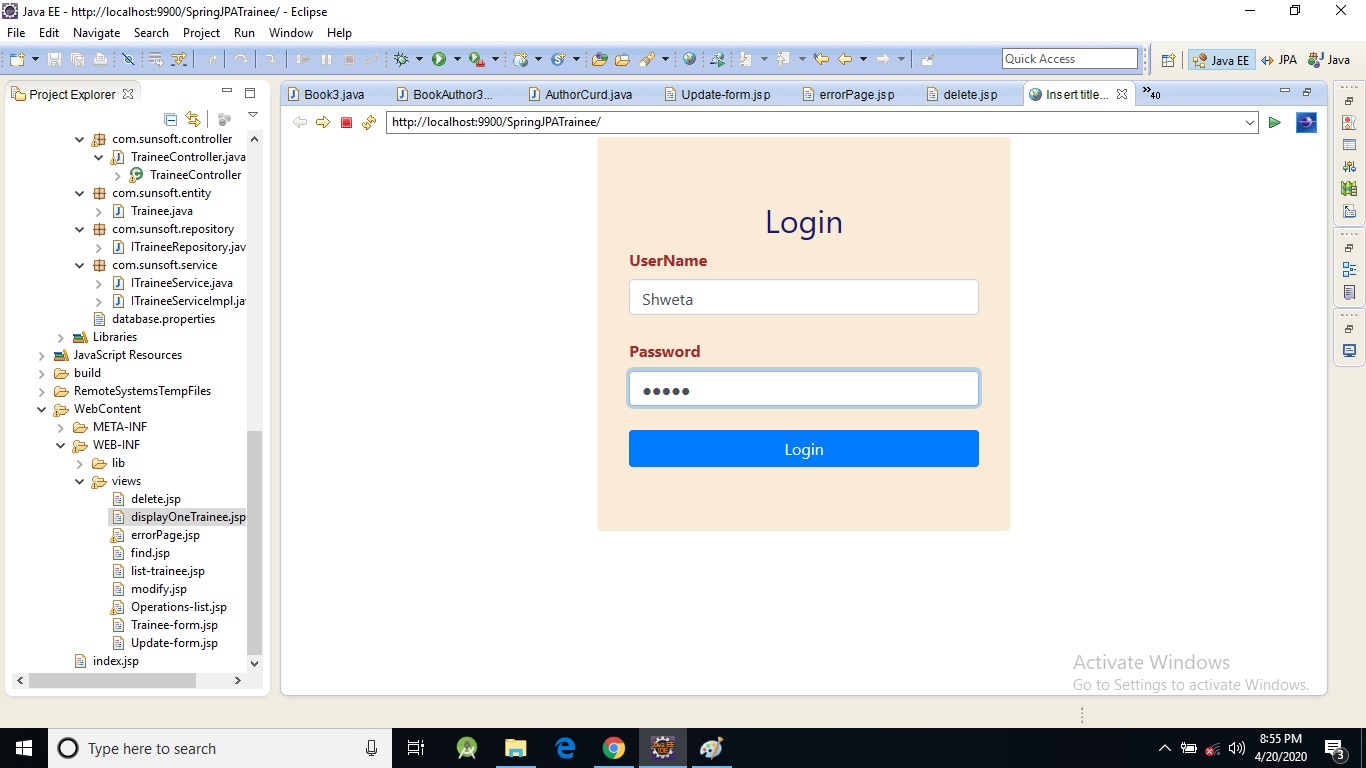 Java EE - http://localhost:9900/SpringJPATrainee/ - Eclipse
File Edit Navigate Search Project Run Window Help
Quick Access
Java EE
JPA
Java
Project Explorer
Book3.java
BookAuthor3...
AuthorCurd.java
Update-form.jsp
errorPage.jsp
delete.jsp
Insert title...
40
http://localhost:9900/SpringJPATrainee/
com.sunsoft.controller
TraineeController.java
TraineeController
com.sunsoft.entity
Trainee.java
com.sunsoft.repository
ITraineeRepository.jav
com.sunsoft.service
ITraineeService.java
ITraineeServiceImpl.ja
database.properties
Libraries
JavaScript Resources
build
RemoteSystemsTempFiles
WebContent
META-INF
WEB-INF
lib
views
delete.jsp
displayOneTrainee.jsp
errorPage.jsp
find.jsp
list-trainee.jsp
modify.jsp
Operations-list.jsp
Trainee-form.jsp
Update-form.jsp
index.jsp
Login
UserName
Shweta
Password
●●●●●
Login
Activate Windows
Go to Settings to activate Windows.
Type here to search
8:55 PM
4/20/2020
3